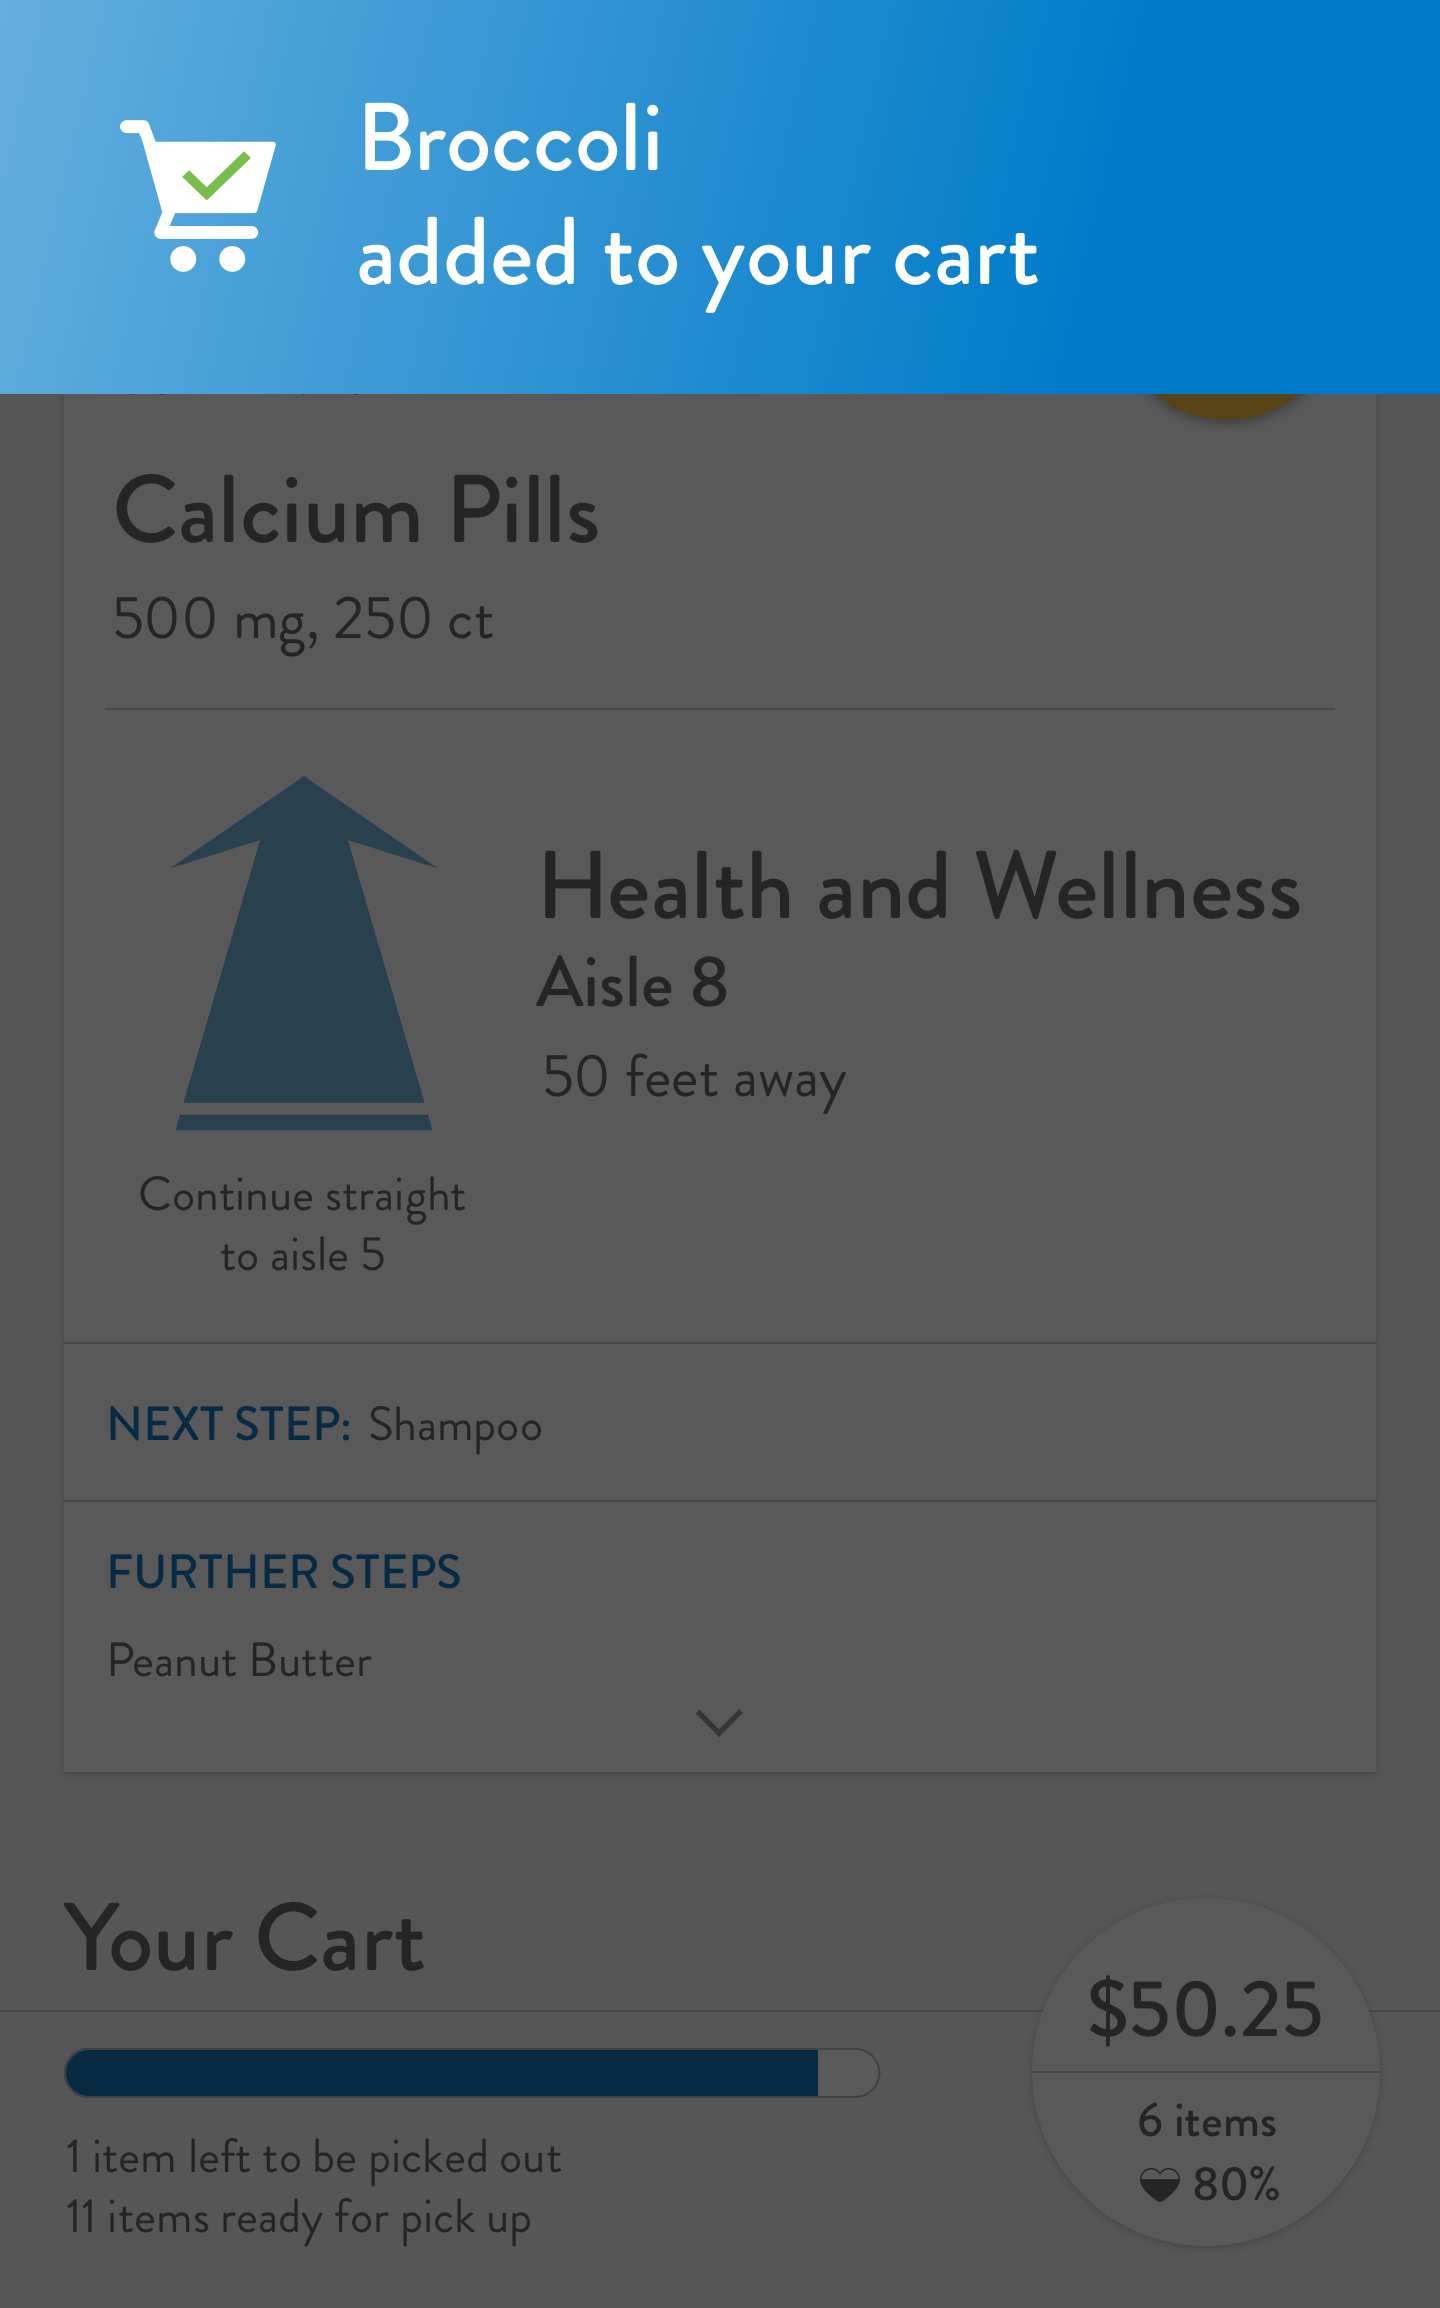 Broccoli
added to your cart
Calcium Pills
500 mg, 250 ct
Health and Wellness
Aisle 8
50 feet away
Continue straight
to aisle 5
NEXT STEP: Shampoo
FURTHER STEPS
Peanut Butter
Your Cart
$50.25
6 items
80%
1 item left to be picked out
11 items ready for pick up